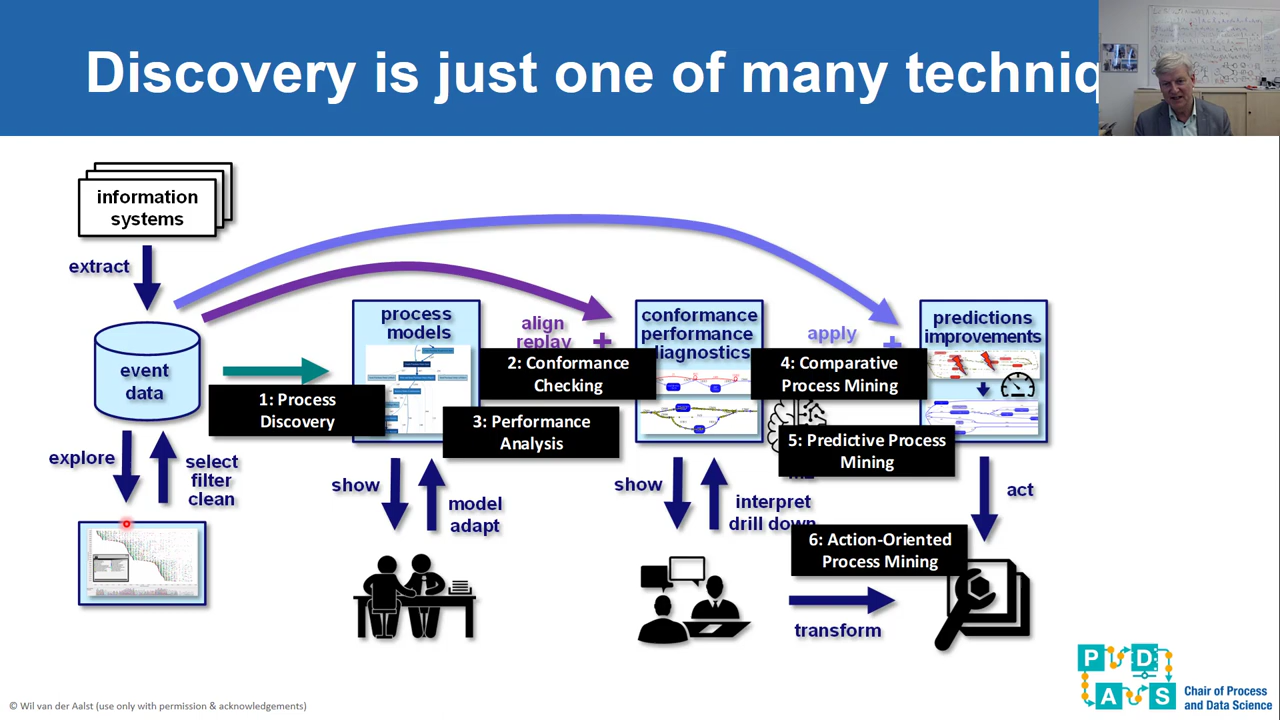 Discovery is just one of many techniq
information
systems
extract
event
data
explore
select
filter
clean
process
models
align
replay
+
conformance
performance
diagnostics
apply
+
predictions
improvements
1: Process
Discovery
2: Conformance
Checking
3: Performance
Analysis
4: Comparative
Process Mining
5: Predictive Process
Mining
show
model
adapt
show
interpret
drill down
6: Action-Oriented
Process Mining
act
transform
P D
A S
Chair of Process
and Data Science
© Wil van der Aalst (use only with permission & acknowledgements)